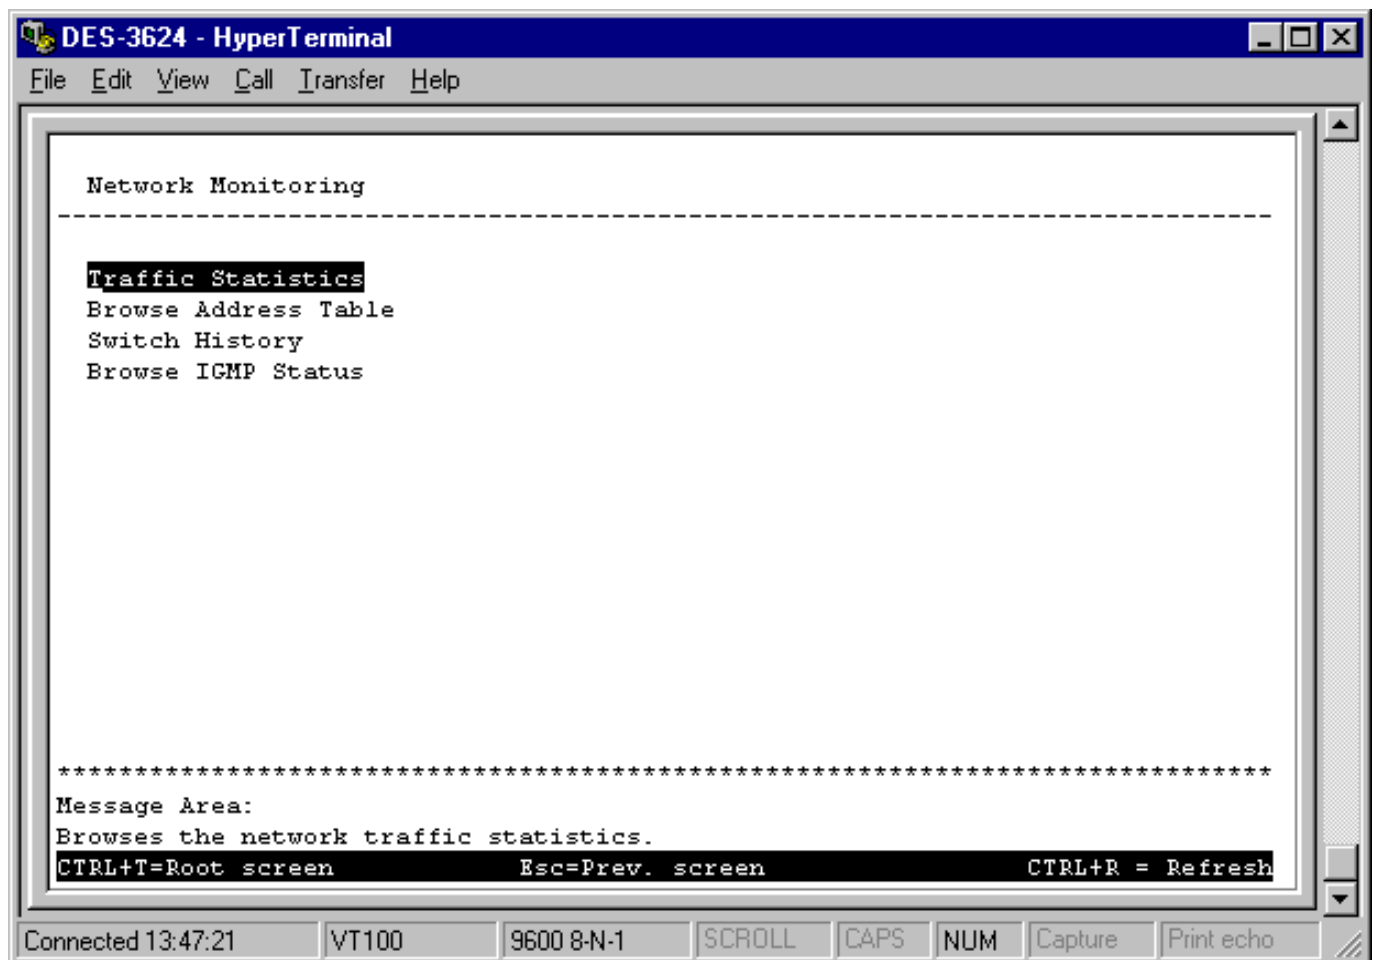 DES-3624 - HyperTerminal
File Edit View Call Transfer Help
Network Monitoring
-------------------------------------------------------------------------------
Traffic Statistics
Browse Address Table
Switch History
Browse IGMP Status
*******************************************************************************
Message Area:
Browses the network traffic statistics.
CTRL+T=Root screen Esc=Prev. screen CTRL+R = Refresh
Connected 13:47:21 VT100 9600 8-N-1 SCROLL CAPS NUM Capture Print echo